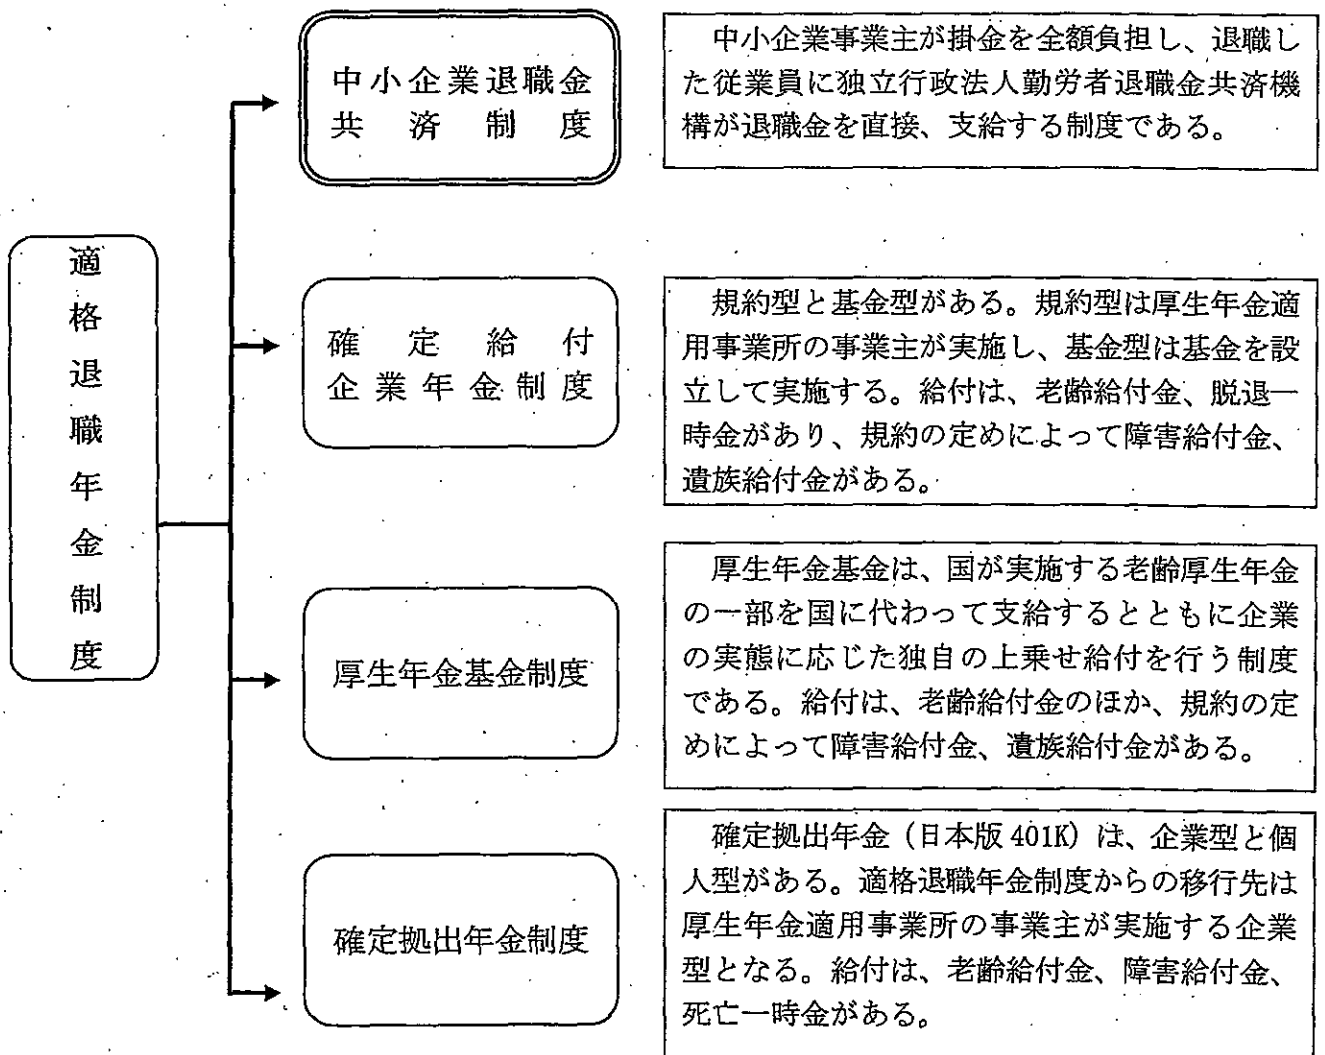 適格退職年金制度
中小企業退職金
共済制度
中小企業事業主が掛金を全額負担し、退職し
た従業員に独立行政法人勤労者退職金共済機
構が退職金を直接、支給する制度である。
確定給付
企業年金制度
規約型と基金型がある。規約型は厚生年金適
用事業所の事業主が実施し、基金型は基金を設
立して実施する。給付は、老齢給付金、脱退一
時金があり、規約の定めによって障害給付金、
遺族給付金がある。
厚生年金基金制度
厚生年金基金は、国が実施する老齢厚生年金
の一部を国に代わって支給するとともに企業
の実態に応じた独自の上乗せ給付を行う制度
である。給付は、老齢給付金のほか、規約の定
めによって障害給付金、遺族給付金がある。
確定拠出年金制度
確定拠出年金（日本版 401K）は、企業型と個
人型がある。適格退職年金制度からの移行先は
厚生年金適用事業所の事業主が実施する企業
型となる。給付は、老齢給付金、障害給付金、
死亡一時金がある。